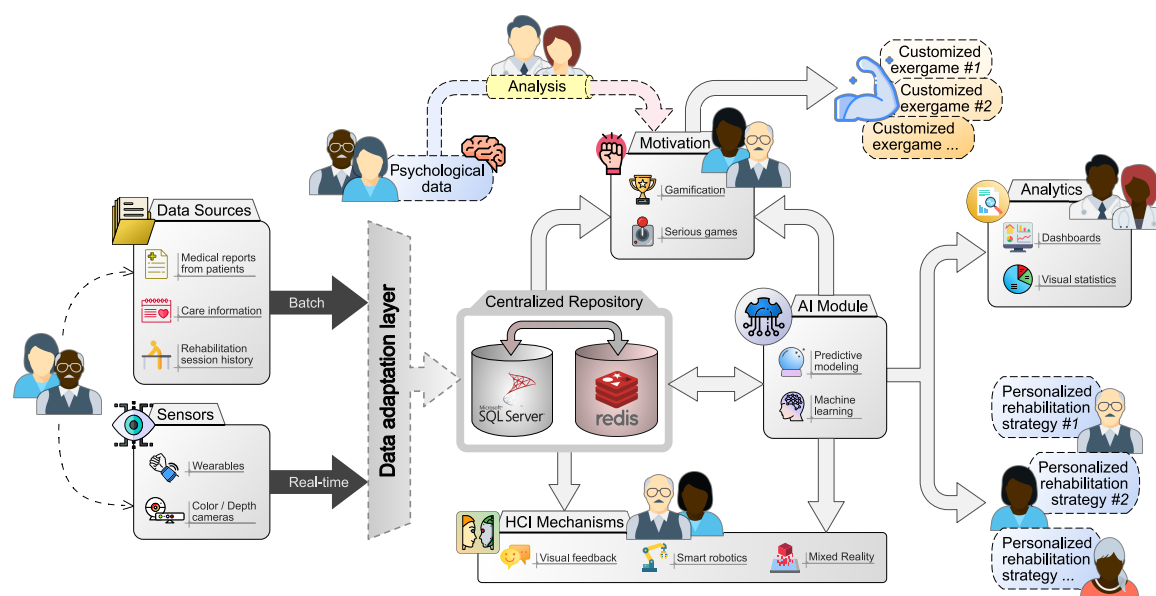 Customized
exergame #1
Customized
exergame #2
Customized
exergame ...
Analysis
Psychological
data
Motivation
Gamification
Serious games
Analytics
Dashboards
Visual statistics
Data Sources
Medical reports
from patients
Care information
Rehabilitation
session history
Batch
Sensors
Wearables
Color / Depth
cameras
Real-time
Data adaptation layer
Centralized Repository
Microsoft
SQL Server
redis
AI Module
Predictive
modeling
Machine
learning
Personalized
rehabilitation
strategy #1
Personalized
rehabilitation
strategy #2
Personalized
rehabilitation
strategy ...
HCI Mechanisms
Visual feedback
Smart robotics
Mixed Reality